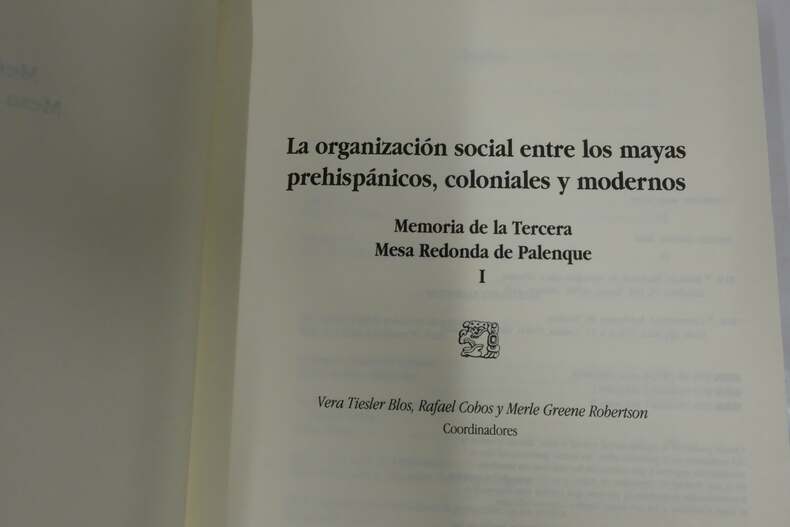 La organización social entre los mayas
prehispánicos, coloniales y modernos
Memoria de la Tercera
Mesa Redonda de Palenque
I
Vera Tiesler Blos, Rafael Cobos y Merle Greene Robertson
Coordinadores